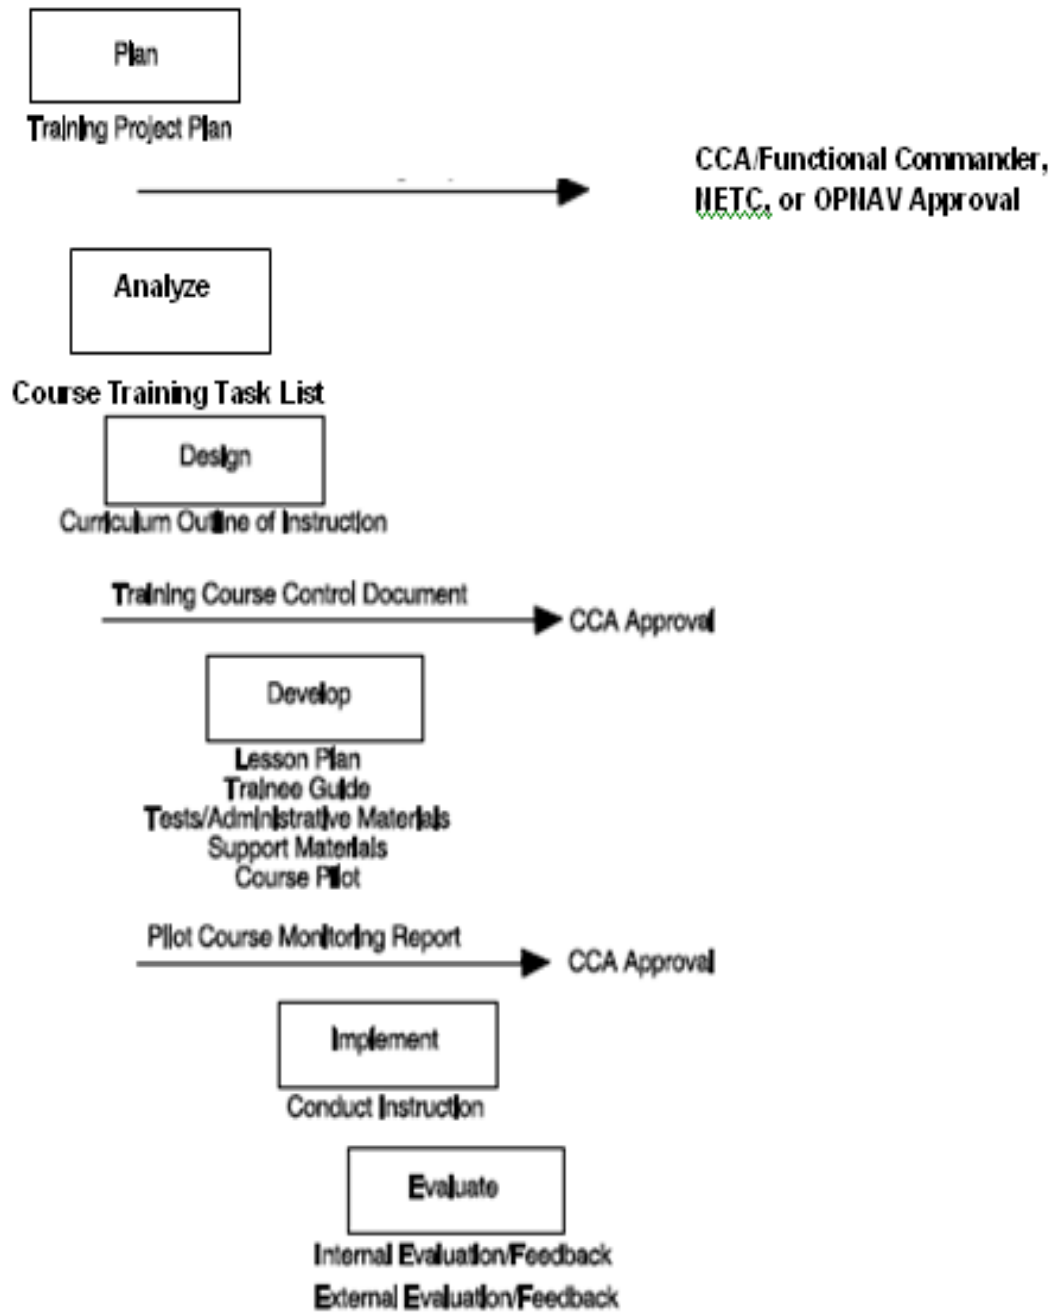 Plan
Training Project Plan
CCA/Functional Commander,
NETC, or OPNAV Approval
Analyze
Course Training Task List
Design
Curriculum Outline of Instruction
Training Course Control Document
CCA Approval
Develop
Lesson Plan
Trainee Guide
Tests/Administrative Materials
Support Materials
Course Pilot
Pilot Course Monitoring Report
CCA Approval
Implement
Conduct Instruction
Evaluate
Internal Evaluation/Feedback
External Evaluation/Feedback